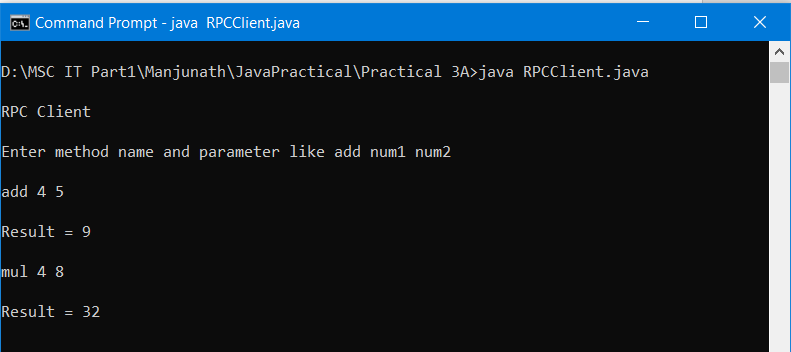 Command Prompt - java  RPCClient.java
D:\MSC IT Part1\Manjunath\JavaPractical\Practical 3A>java RPCClient.java
RPC Client
Enter method name and parameter like add num1 num2
add 4 5
Result = 9
mul 4 8
Result = 32